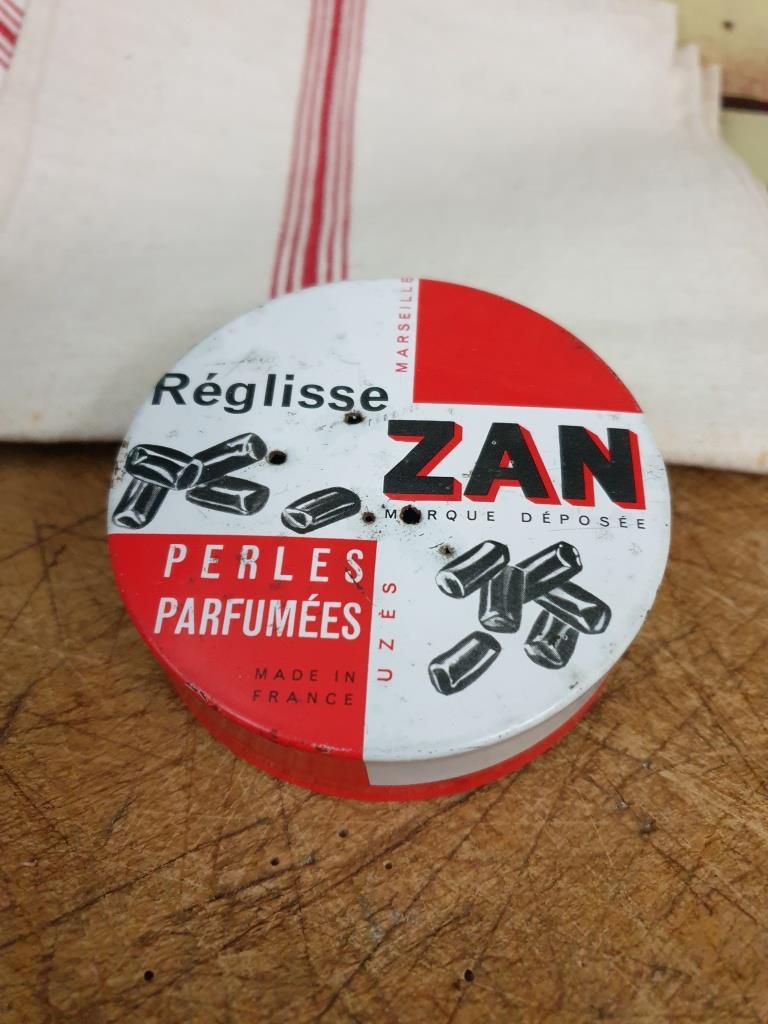 MARSEILLE
Réglisse
ZAN
MARQUE DÉPOSÉE
PERLES
PARFUMÉES
UZÈS
MADE IN
FRANCE